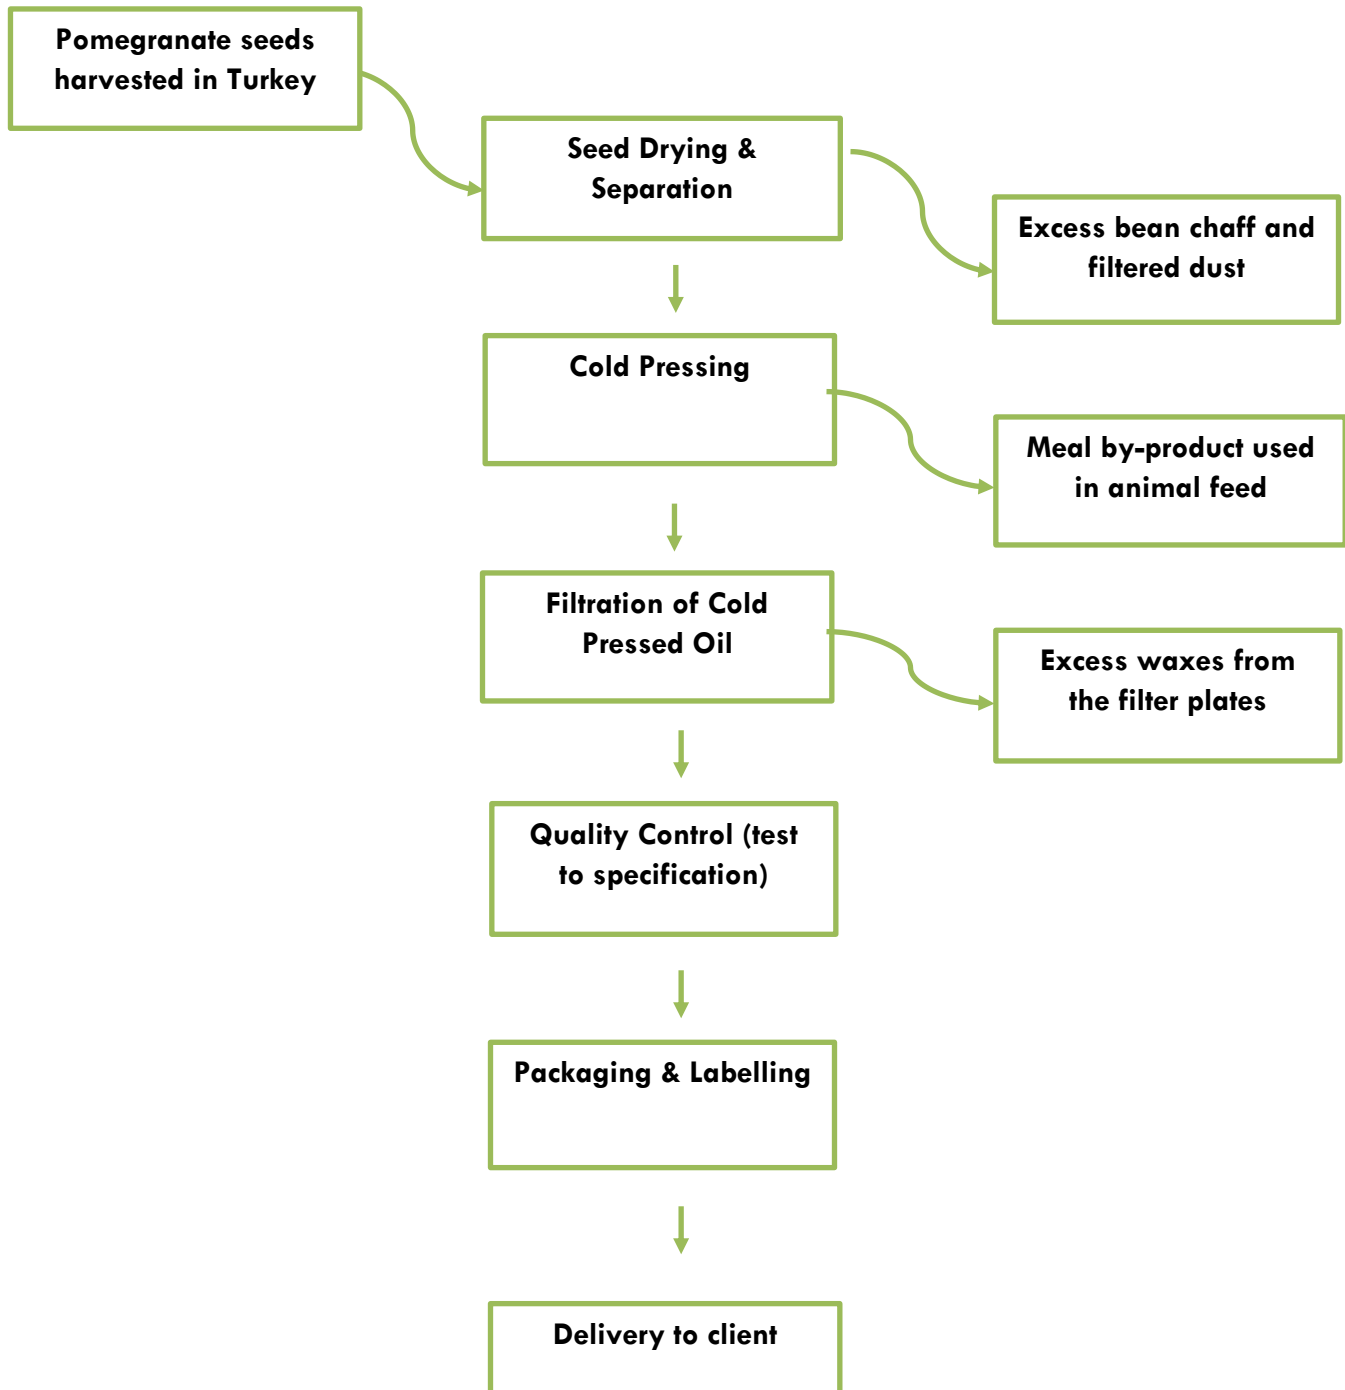 Pomegranate seeds
harvested in Turkey
Seed Drying &
Separation
Excess bean chaff and
filtered dust
Cold Pressing
Meal by-product used
in animal feed
Filtration of Cold
Pressed Oil
Excess waxes from
the filter plates
Quality Control (test
to specification)
Packaging & Labelling
Delivery to client